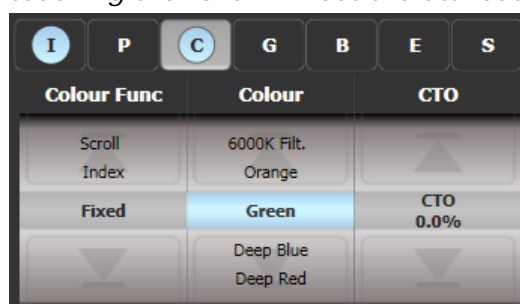 I P C G B E S
Colour Func Colour CTO
Scroll 6000K Filt.
Index Orange
Fixed Green CTO
0.0%
Deep Blue
Deep Red